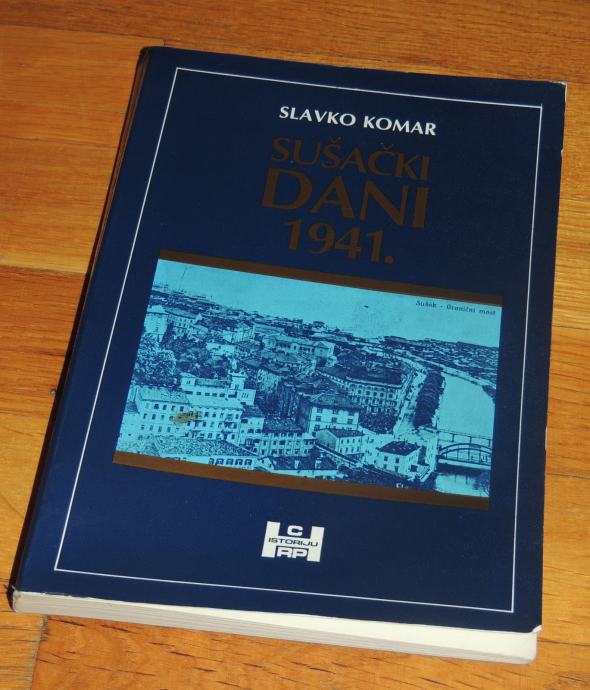 SLAVKO KOMAR
SUŠAČKI
DANI
1941.
Sušak - Granični most
C
ISTORIJU
RP